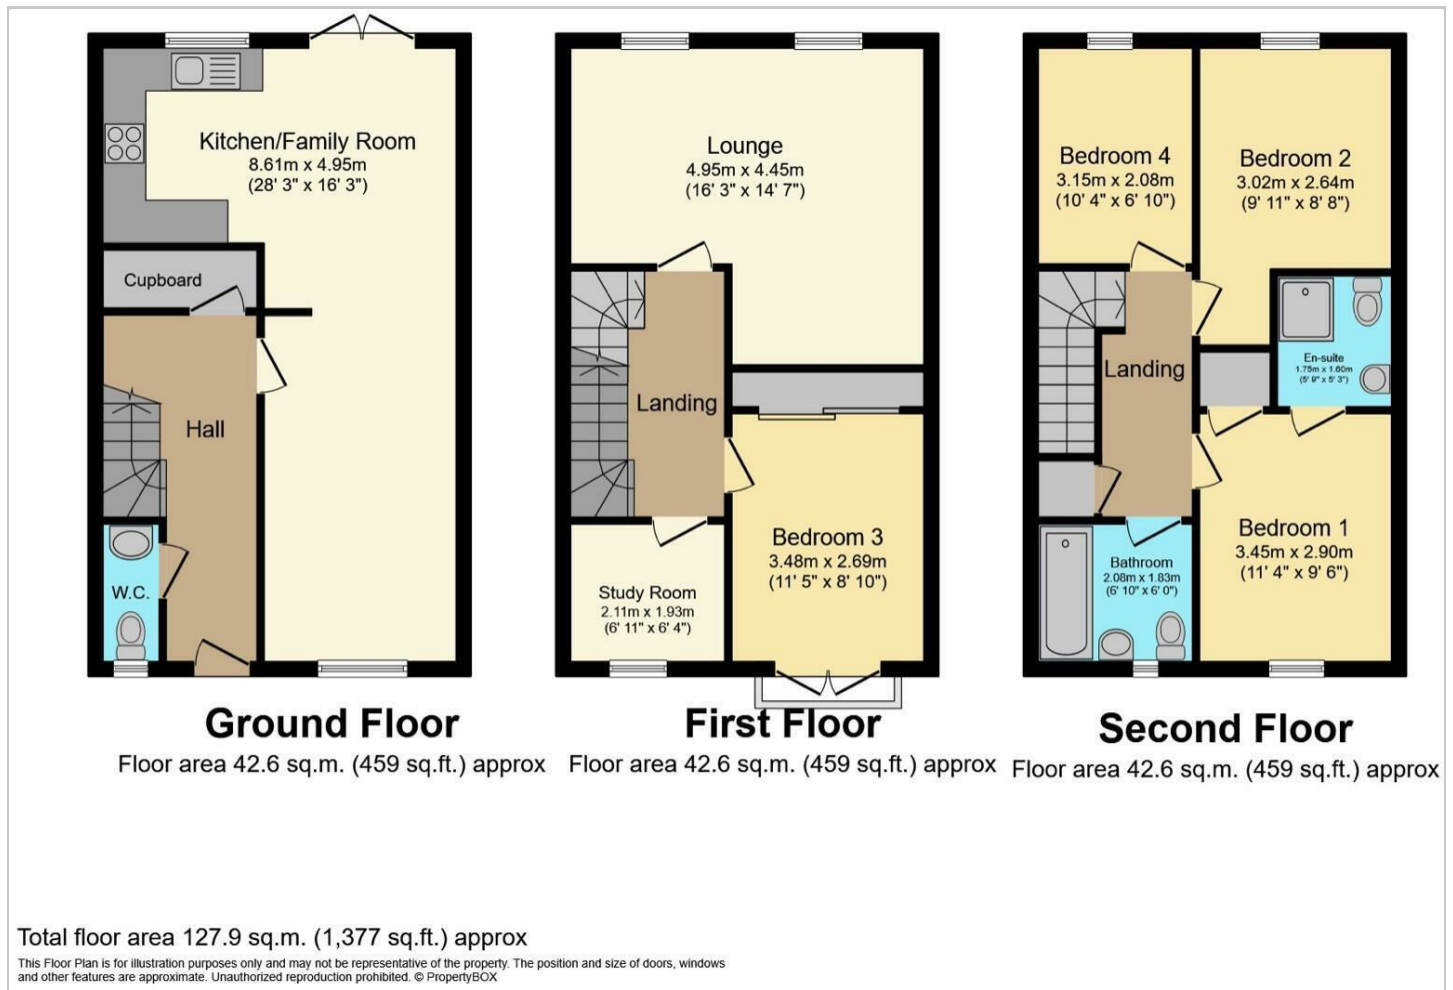 Kitchen/Family Room
8.61m x 4.95m
(28' 3" x 16' 3")
Cupboard
Hall
W.C.
Ground Floor
Floor area 42.6 sq.m. (459 sq.ft.) approx
Lounge
4.95m x 4.45m
(16' 3" x 14' 7")
Landing
Bedroom 3
3.48m x 2.69m
(11' 5" x 8' 10")
Study Room
2.11m x 1.93m
(6' 11" x 6' 4")
First Floor
Floor area 42.6 sq.m. (459 sq.ft.) approx
Bedroom 4
3.15m x 2.08m
(10' 4" x 6' 10")
Bedroom 2
3.02m x 2.64m
(9' 11" x 8' 8")
En-suite
1.75m x 1.60m
(5' 9" x 5' 3")
Landing
Bedroom 1
3.45m x 2.90m
(11' 4" x 9' 6")
Bathroom
2.08m x 1.83m
(6' 10" x 6' 0")
Second Floor
Floor area 42.6 sq.m. (459 sq.ft.) approx
Total floor area 127.9 sq.m. (1,377 sq.ft.) approx
This Floor Plan is for illustration purposes only and may not be representative of the property. The position and size of doors, windows
and other features are approximate. Unauthorized reproduction prohibited. © PropertyBOX